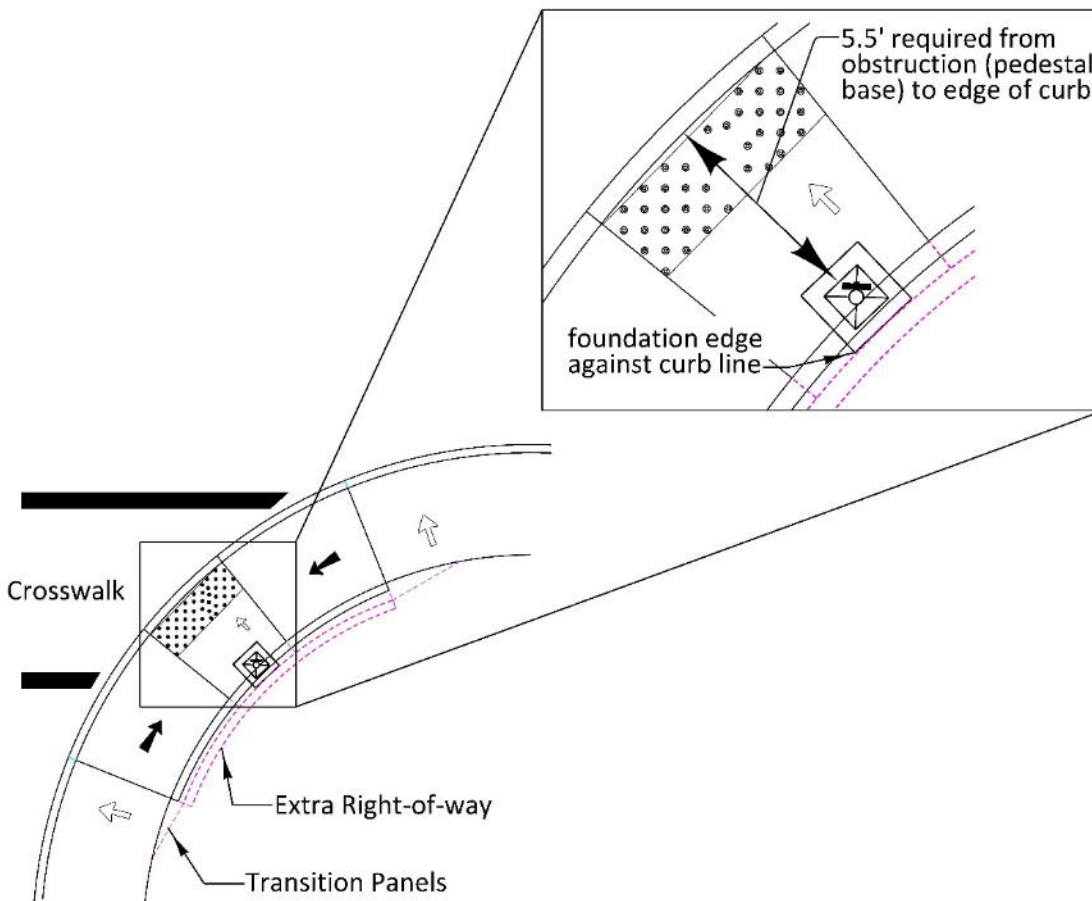 5.5' required from
obstruction (pedestal
base) to edge of curb
foundation edge
against curb line
Crosswalk
Extra Right-of-way
Transition Panels